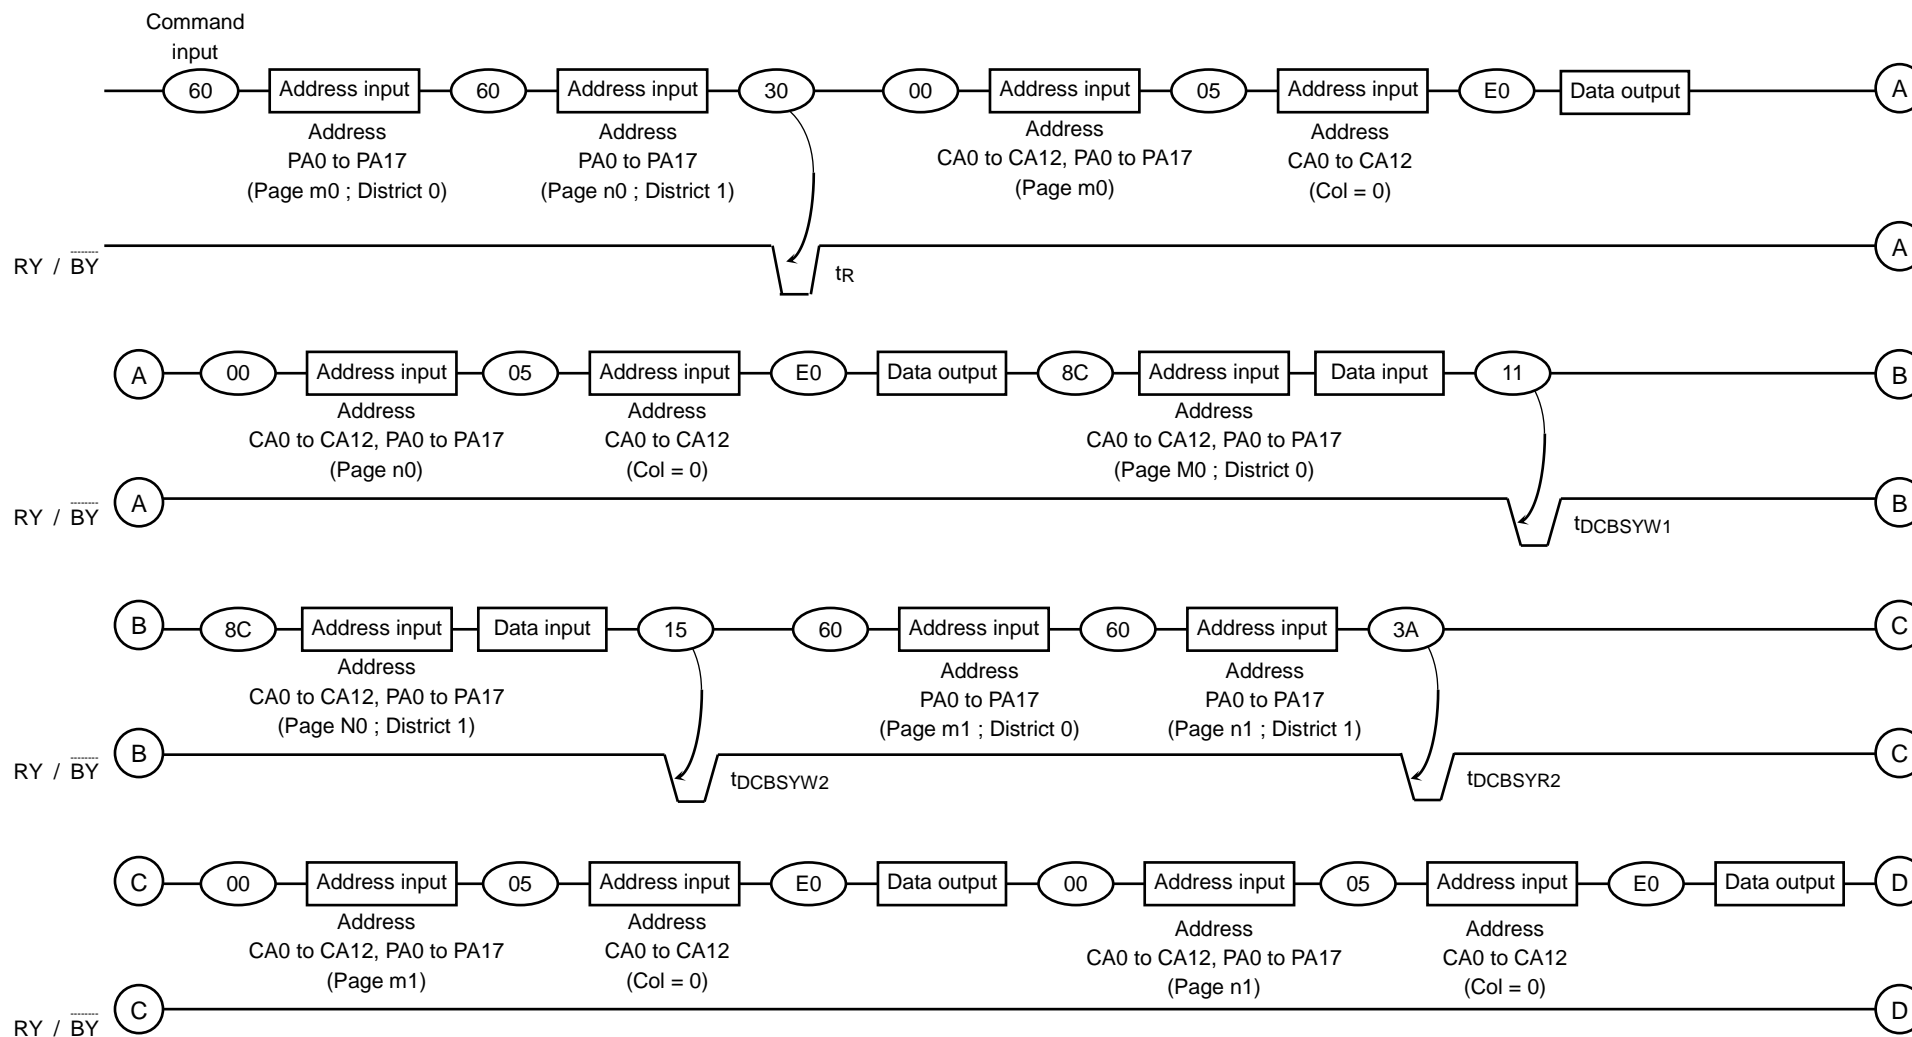 Command
input
60 Address input 60 Address input 30 00 Address input 05 Address input E0 Data output A
Address
PA0 to PA17
(Page m0 ; District 0)
Address
PA0 to PA17
(Page n0 ; District 1)
Address
CA0 to CA12, PA0 to PA17
(Page m0)
Address
CA0 to CA12
(Col = 0)
RY / BY tR A
A 00 Address input 05 Address input E0 Data output 8C Address input Data input 11 B
Address
CA0 to CA12, PA0 to PA17
(Page n0)
Address
CA0 to CA12
(Col = 0)
Address
CA0 to CA12, PA0 to PA17
(Page M0 ; District 0)
RY / BY A tDCBSYW1 B
B 8C Address input Data input 15 60 Address input 60 Address input 3A C
Address
CA0 to CA12, PA0 to PA17
(Page N0 ; District 1)
Address
PA0 to PA17
(Page m1 ; District 0)
Address
PA0 to PA17
(Page n1 ; District 1)
RY / BY B tDCBSYW2 tDCBSYR2 C
C 00 Address input 05 Address input E0 Data output 00 Address input 05 Address input E0 Data output D
Address
CA0 to CA12, PA0 to PA17
(Page m1)
Address
CA0 to CA12
(Col = 0)
Address
CA0 to CA12, PA0 to PA17
(Page n1)
Address
CA0 to CA12
(Col = 0)
RY / BY C D